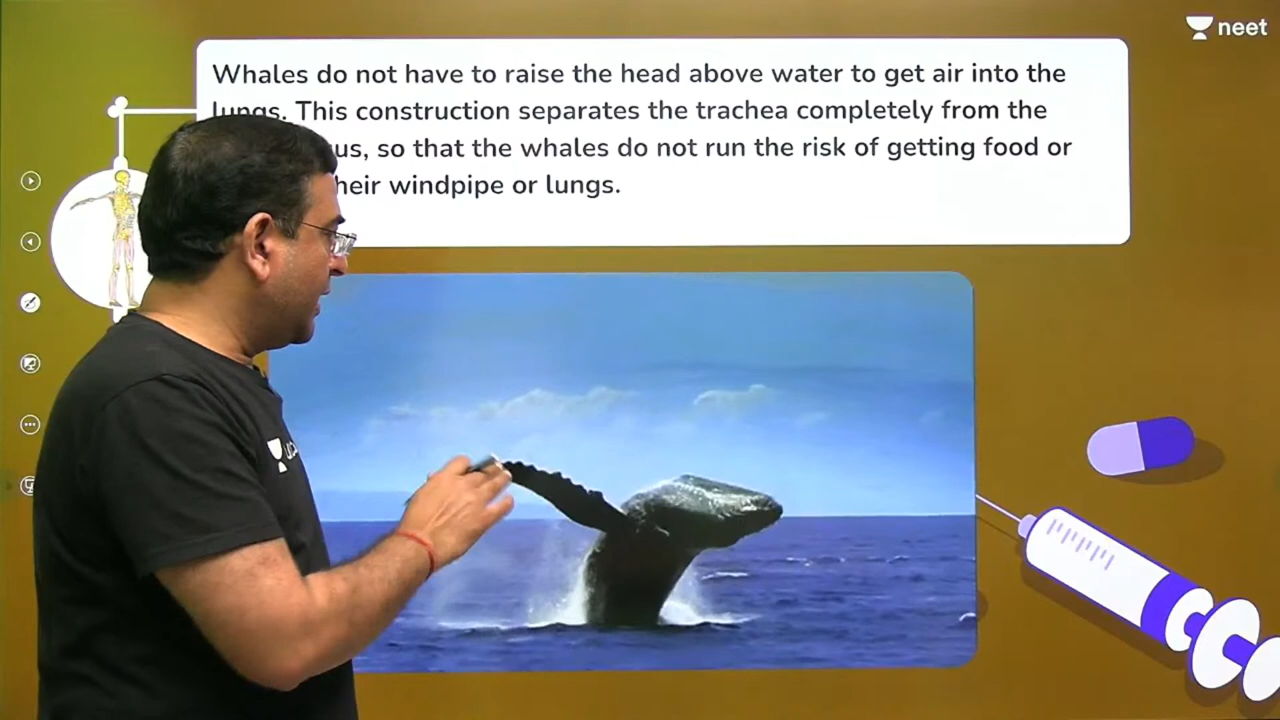 neet
Whales do not have to raise the head above water to get air into the
lungs. This construction separates the trachea completely from the
us, so that the whales do not run the risk of getting food or
heir windpipe or lungs.